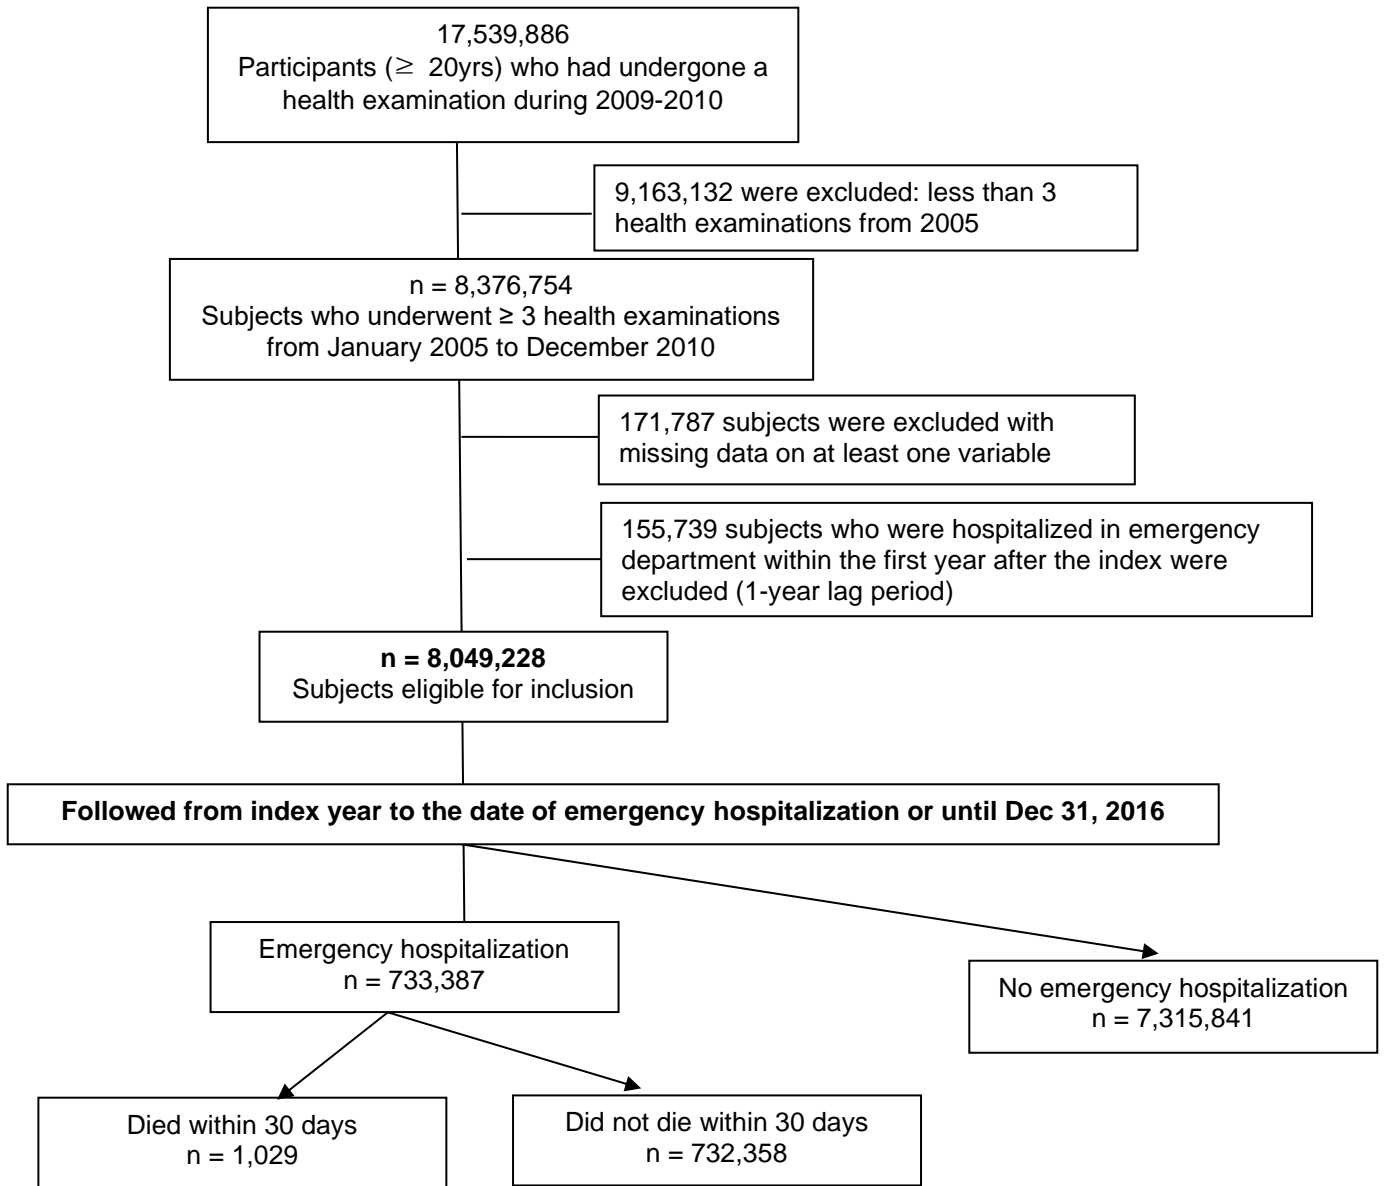 17,539,886
Participants (≥ 20yrs) who had undergone a
health examination during 2009-2010
9,163,132 were excluded: less than 3
health examinations from 2005
n = 8,376,754
Subjects who underwent ≥ 3 health examinations
from January 2005 to December 2010
171,787 subjects were excluded with
missing data on at least one variable
155,739 subjects who were hospitalized in emergency
department within the first year after the index were
excluded (1-year lag period)
n = 8,049,228
Subjects eligible for inclusion
Followed from index year to the date of emergency hospitalization or until Dec 31, 2016
Emergency hospitalization
n = 733,387
No emergency hospitalization
n = 7,315,841
Died within 30 days
n = 1,029
Did not die within 30 days
n = 732,358